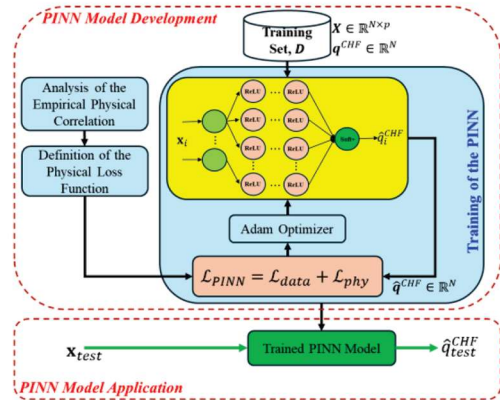 PINN Model Development
Training
Set, D
X ∈ ℝ^{N×p}
q^{CHF} ∈ ℝ^N
Analysis of the
Empirical Physical
Correlation
Definition of the
Physical Loss
Function
x_i
ReLU ... ReLU
ReLU ... ReLU
ReLU ... ReLU
ReLU ... ReLU
Soft+
q̂_i^{CHF}
Training of the PINN
Adam Optimizer
ℒ_{PINN} = ℒ_{data} + ℒ_{phy}
q̂^{CHF} ∈ ℝ^N
x_{test}
Trained PINN Model
q̂_{test}^{CHF}
PINN Model Application